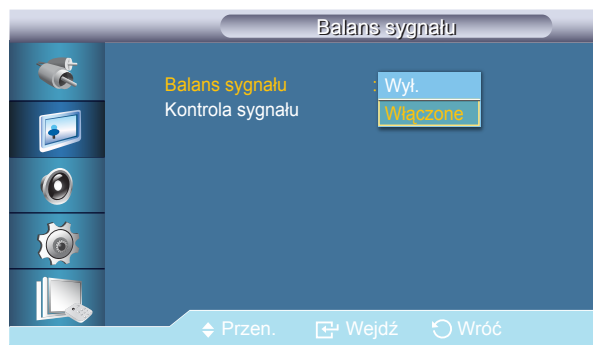 Balans sygnału
Balans sygnału : Wył.
Kontrola sygnału Włączone
Przen. Wejdź Wróć